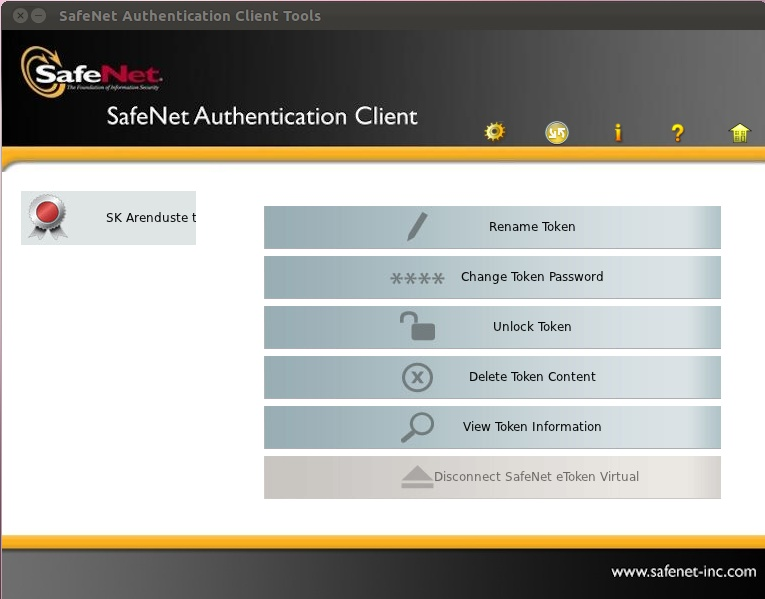 SafeNet Authentication Client Tools
SafeNet.
The Foundation of Information Security
SafeNet Authentication Client
SK Arenduste t
Rename Token
**** Change Token Password
Unlock Token
Delete Token Content
View Token Information
Disconnect SafeNet eToken Virtual
www.safenet-inc.com